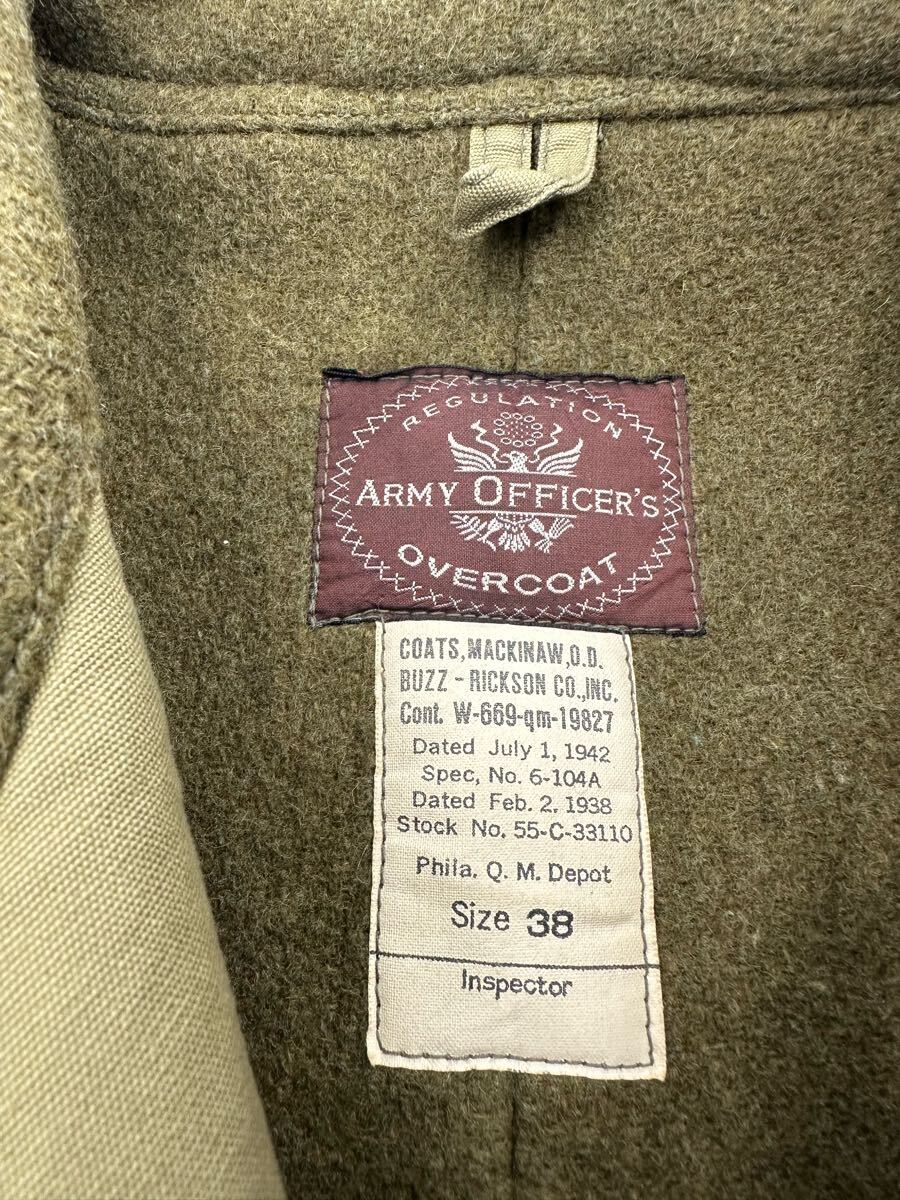 REGULATION
ARMY OFFICER'S
OVERCOAT
COATS, MACKINAW, O.D.
BUZZ - RICKSON CO., INC.
Cont. W-669-qm-19827
Dated July 1, 1942
Spec, No. 6-104A
Dated Feb. 2. 1938
Stock No. 55-C-33110
Phila. Q. M. Depot
Size 38
Inspector